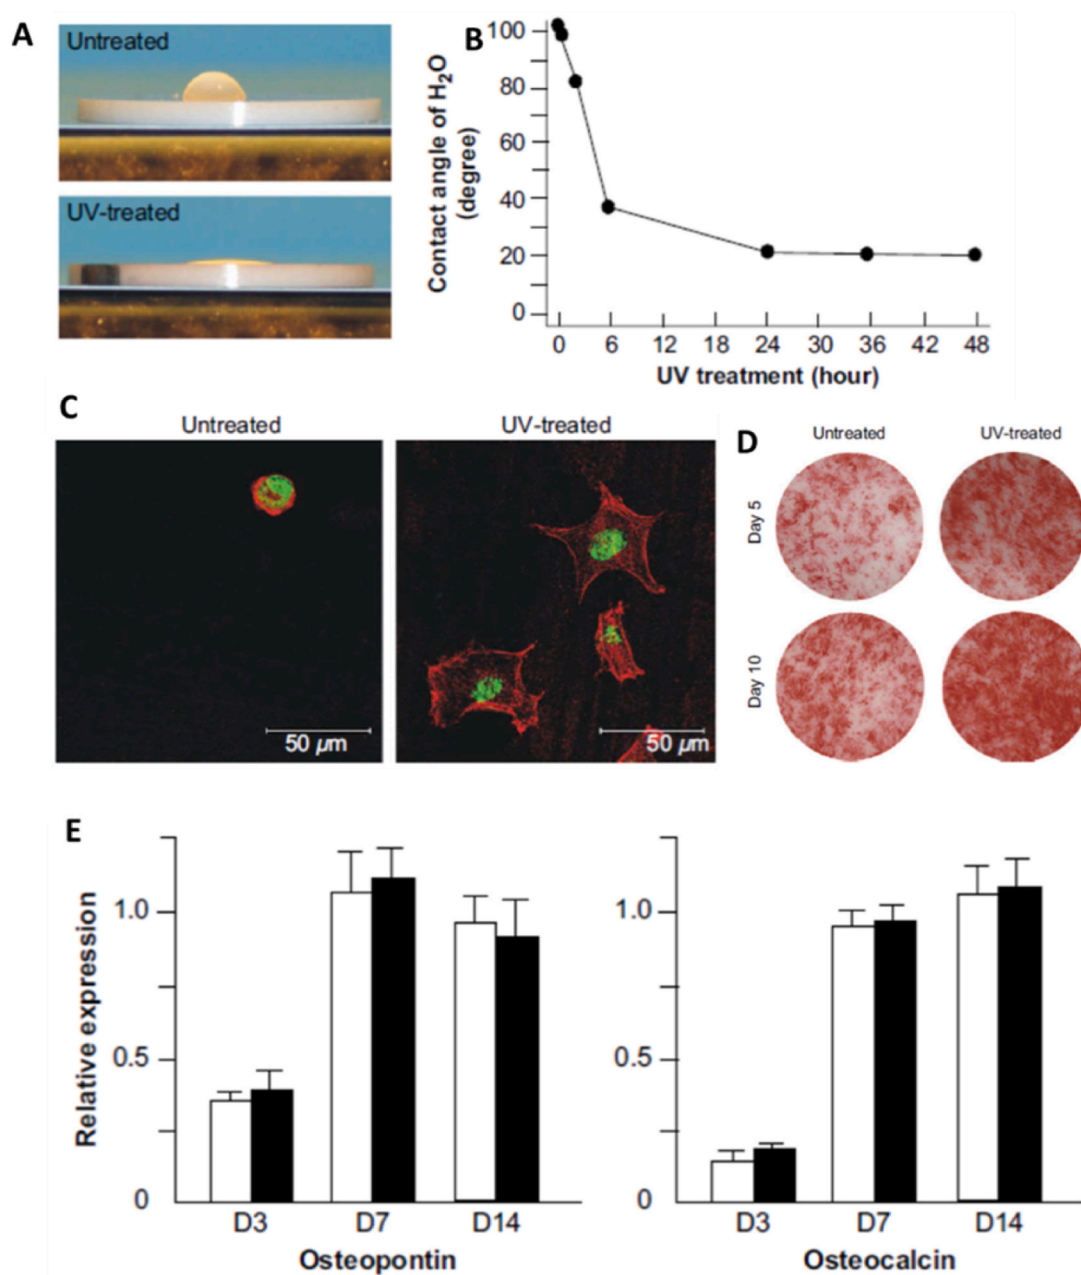 A
Untreated
UV-treated
B
Contact angle of H₂O
(degree)
100
80
60
40
20
0
0 6 12 18 24 30 36 42 48
UV treatment (hour)
C
Untreated UV-treated
50 µm 50 µm
D
Untreated UV-treated
Day 5
Day 10
E
Relative expression
1.0
0.5
0
D3 D7 D14
Osteopontin
1.0
0.5
0
D3 D7 D14
Osteocalcin